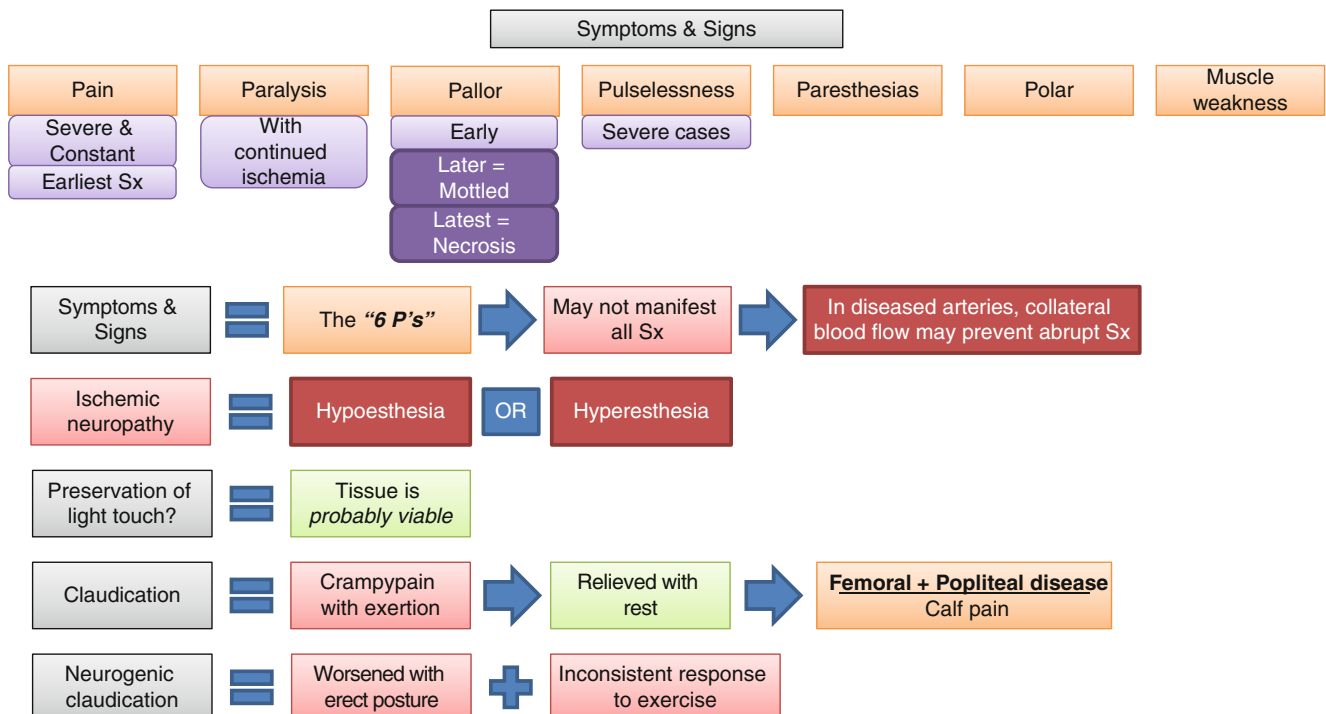 Symptoms & Signs
Pain
Paralysis
Pallor
Pulselessness
Paresthesias
Polar
Muscle
weakness
Severe &
Constant
Earliest Sx
With
continued
ischemia
Early
Later =
Mottled
Latest =
Necrosis
Severe cases
Symptoms &
Signs
The "6 P's"
May not manifest
all Sx
In diseased arteries, collateral
blood flow may prevent abrupt Sx
Ischemic
neuropathy
Hypoesthesia
OR
Hyperesthesia
Preservation of
light touch?
Tissue is
probably viable
Claudication
Crampypain
with exertion
Relieved with
rest
Femoral + Popliteal disease
Calf pain
Neurogenic
claudication
Worsened with
erect posture
Inconsistent response
to exercise